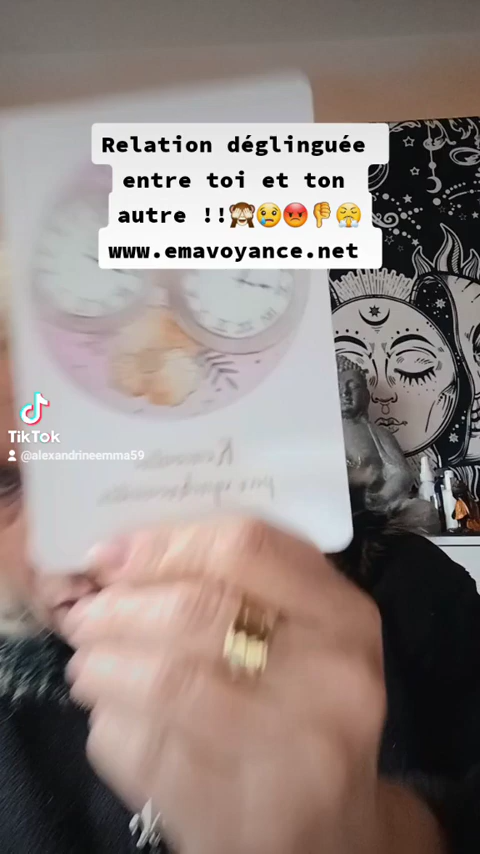 Relation déglinguée
entre toi et ton
autre !!🙈😢😡👎😤
www.emavoyance.net
TikTok
@alexandrineemma59